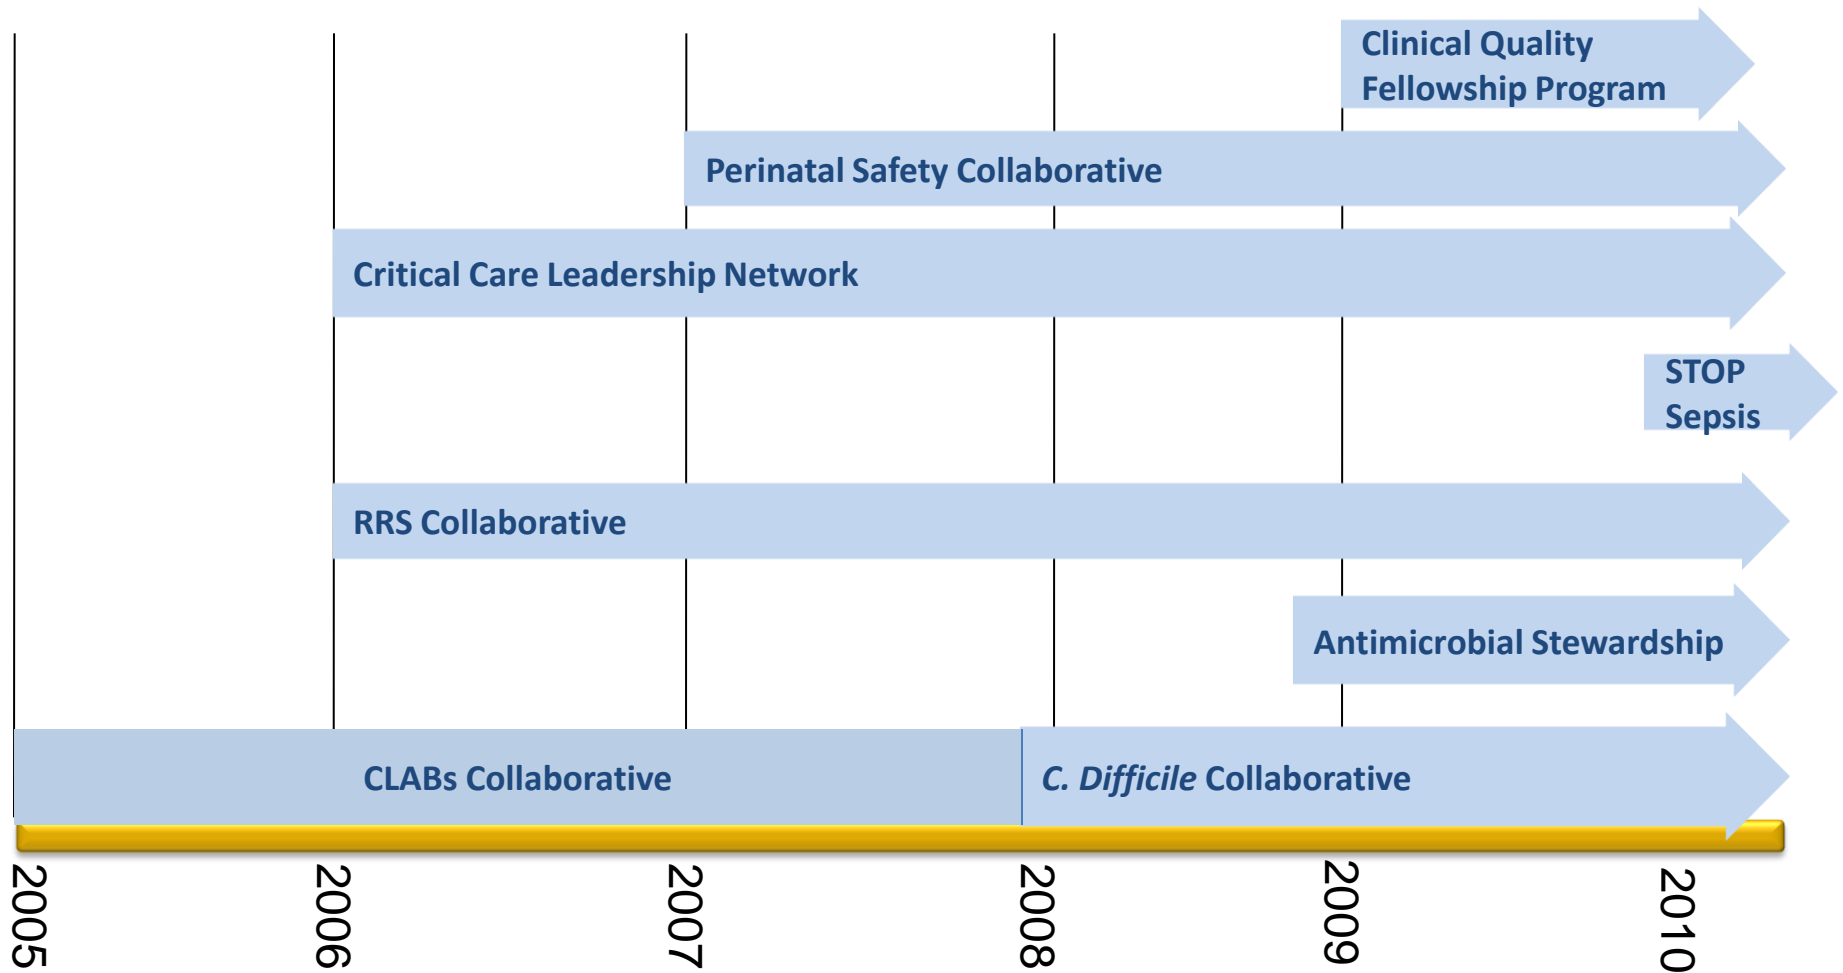 Clinical Quality
Fellowship Program
Perinatal Safety Collaborative
Critical Care Leadership Network
STOP
Sepsis
RRS Collaborative
Antimicrobial Stewardship
CLABs Collaborative
C. Difficile Collaborative
2005
2006
2007
2008
2009
2010